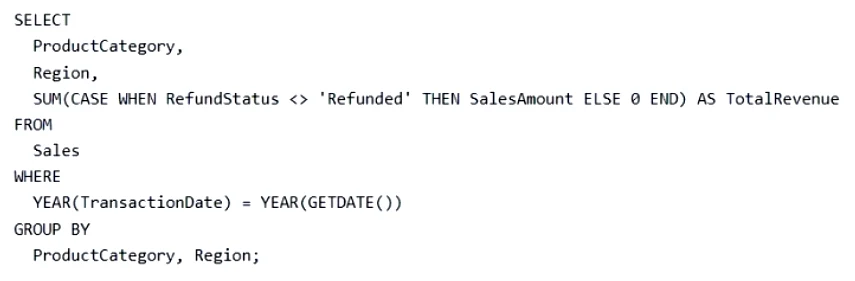 SELECT
  ProductCategory,
  Region,
  SUM(CASE WHEN RefundStatus <> 'Refunded' THEN SalesAmount ELSE 0 END) AS TotalRevenue
FROM
  Sales
WHERE
  YEAR(TransactionDate) = YEAR(GETDATE())
GROUP BY
  ProductCategory, Region;